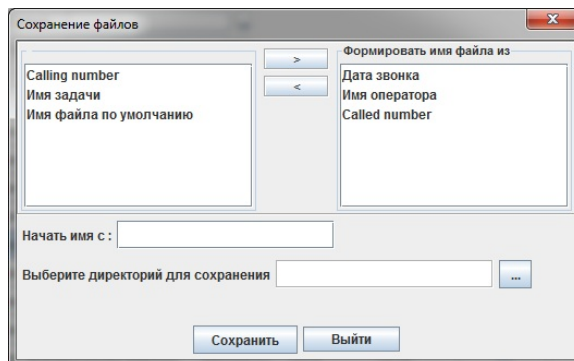 Сохранение файлов
Формировать имя файла из
Calling number
Имя задачи
Имя файла по умолчанию
>
<
Дата звонка
Имя оператора
Called number
Начать имя с :
Выберите директорий для сохранения
...
Сохранить
Выйти